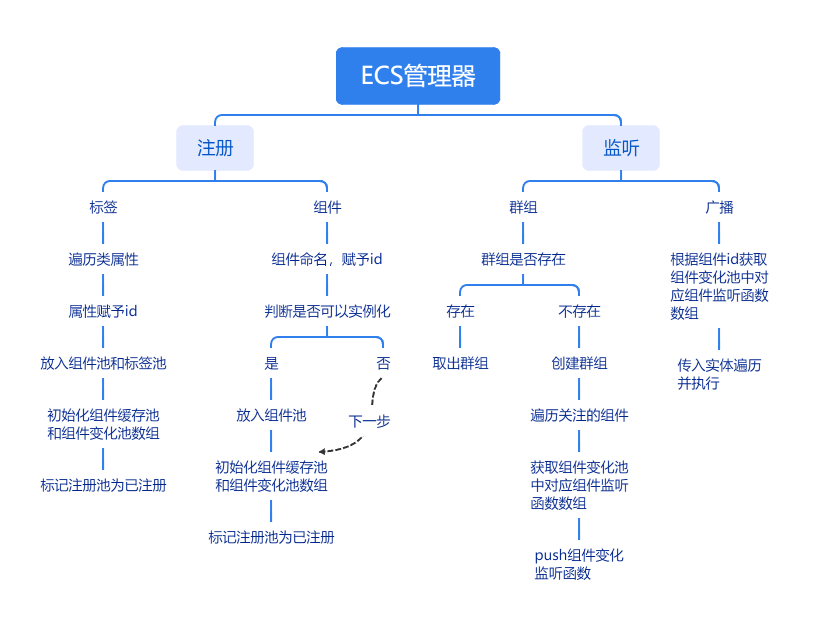 ECS管理器
注册
监听
标签
组件
群组
广播
遍历类属性
组件命名，赋予id
群组是否存在
根据组件id获取
组件变化池中对
应组件监听函数
数组
属性赋予id
判断是否可以实例化
存在
不存在
放入组件池和标签池
是
否
取出群组
创建群组
传入实体遍历
并执行
初始化组件缓存池
和组件变化池数组
放入组件池
下一步
遍历关注的组件
标记注册池为已注册
初始化组件缓存池
和组件变化池数组
获取组件变化池
中对应组件监听
函数数组
标记注册池为已注册
push组件变化
监听函数